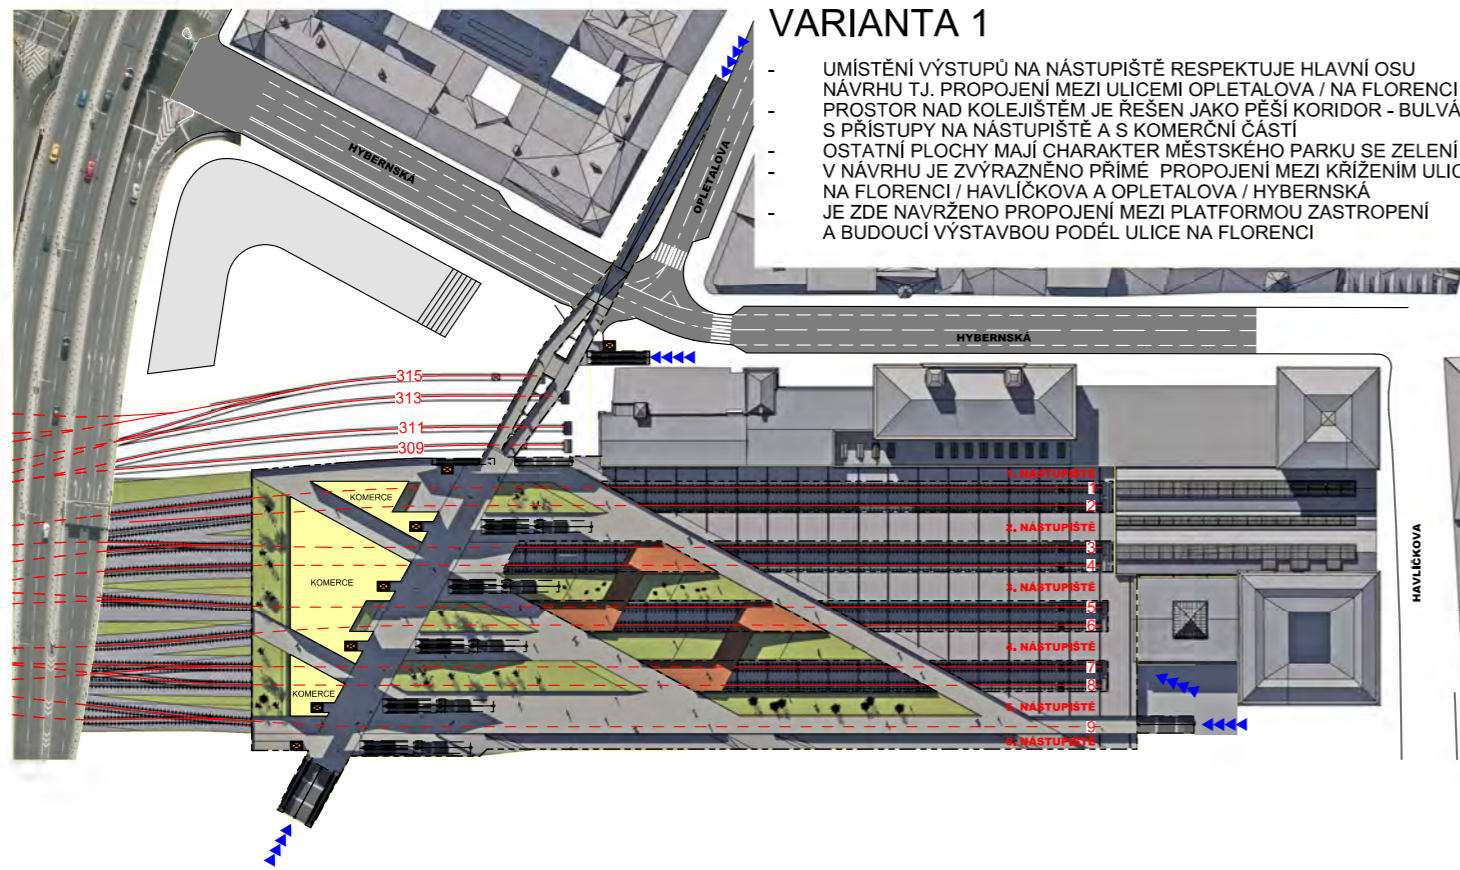 VARIANTA 1
- UMÍSTĚNÍ VÝSTUPŮ NA NÁSTUPIŠTĚ RESPEKTUJE HLAVNÍ OSU
NÁVRHU TJ. PROPOJENÍ MEZI ULICEMI OPLETALOVA / NA FLORENCI
- PROSTOR NAD KOLEJIŠTĚM JE ŘEŠEN JAKO PĚŠÍ KORIDOR - BULVÁ
S PŘÍSTUPY NA NÁSTUPIŠTĚ A S KOMERČNÍ ČÁSTÍ
- OSTATNÍ PLOCHY MAJÍ CHARAKTER MĚSTSKÉHO PARKU SE ZELENÍ
- V NÁVRHU JE ZVÝRAZNĚNO PŘÍMÉ PROPOJENÍ MEZI KŘÍŽENÍM ULIC
NA FLORENCI / HAVLÍČKOVA A OPLETALOVA / HYBERNSKÁ
- JE ZDE NAVRŽENO PROPOJENÍ MEZI PLATFORMOU ZASTROPENÍ
A BUDOUCÍ VÝSTAVBOU PODÉL ULICE NA FLORENCI
HYBERNSKÁ
OPLETALOVA
HYBERNSKÁ
HAVLÍČKOVA
315
313
311
309
KOMERCE
KOMERCE
KOMERCE
1. NÁSTUPIŠTĚ
1
2
2. NÁSTUPIŠTĚ
3
4
3. NÁSTUPIŠTĚ
5
6
4. NÁSTUPIŠTĚ
7
8
5. NÁSTUPIŠTĚ
9
6. NÁSTUPIŠTĚ